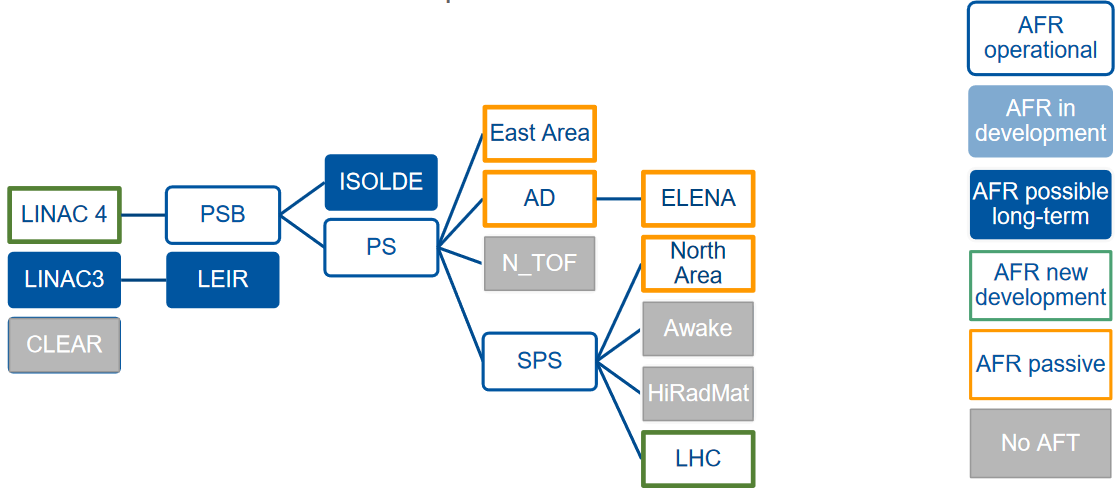 LINAC 4
PSB
ISOLDE
PS
East Area
AD
ELENA
N_TOF
North
Area
LINAC3
LEIR
CLEAR
SPS
Awake
HiRadMat
LHC
AFR
operational
AFR in
development
AFR possible
long-term
AFR new
development
AFR passive
No AFT